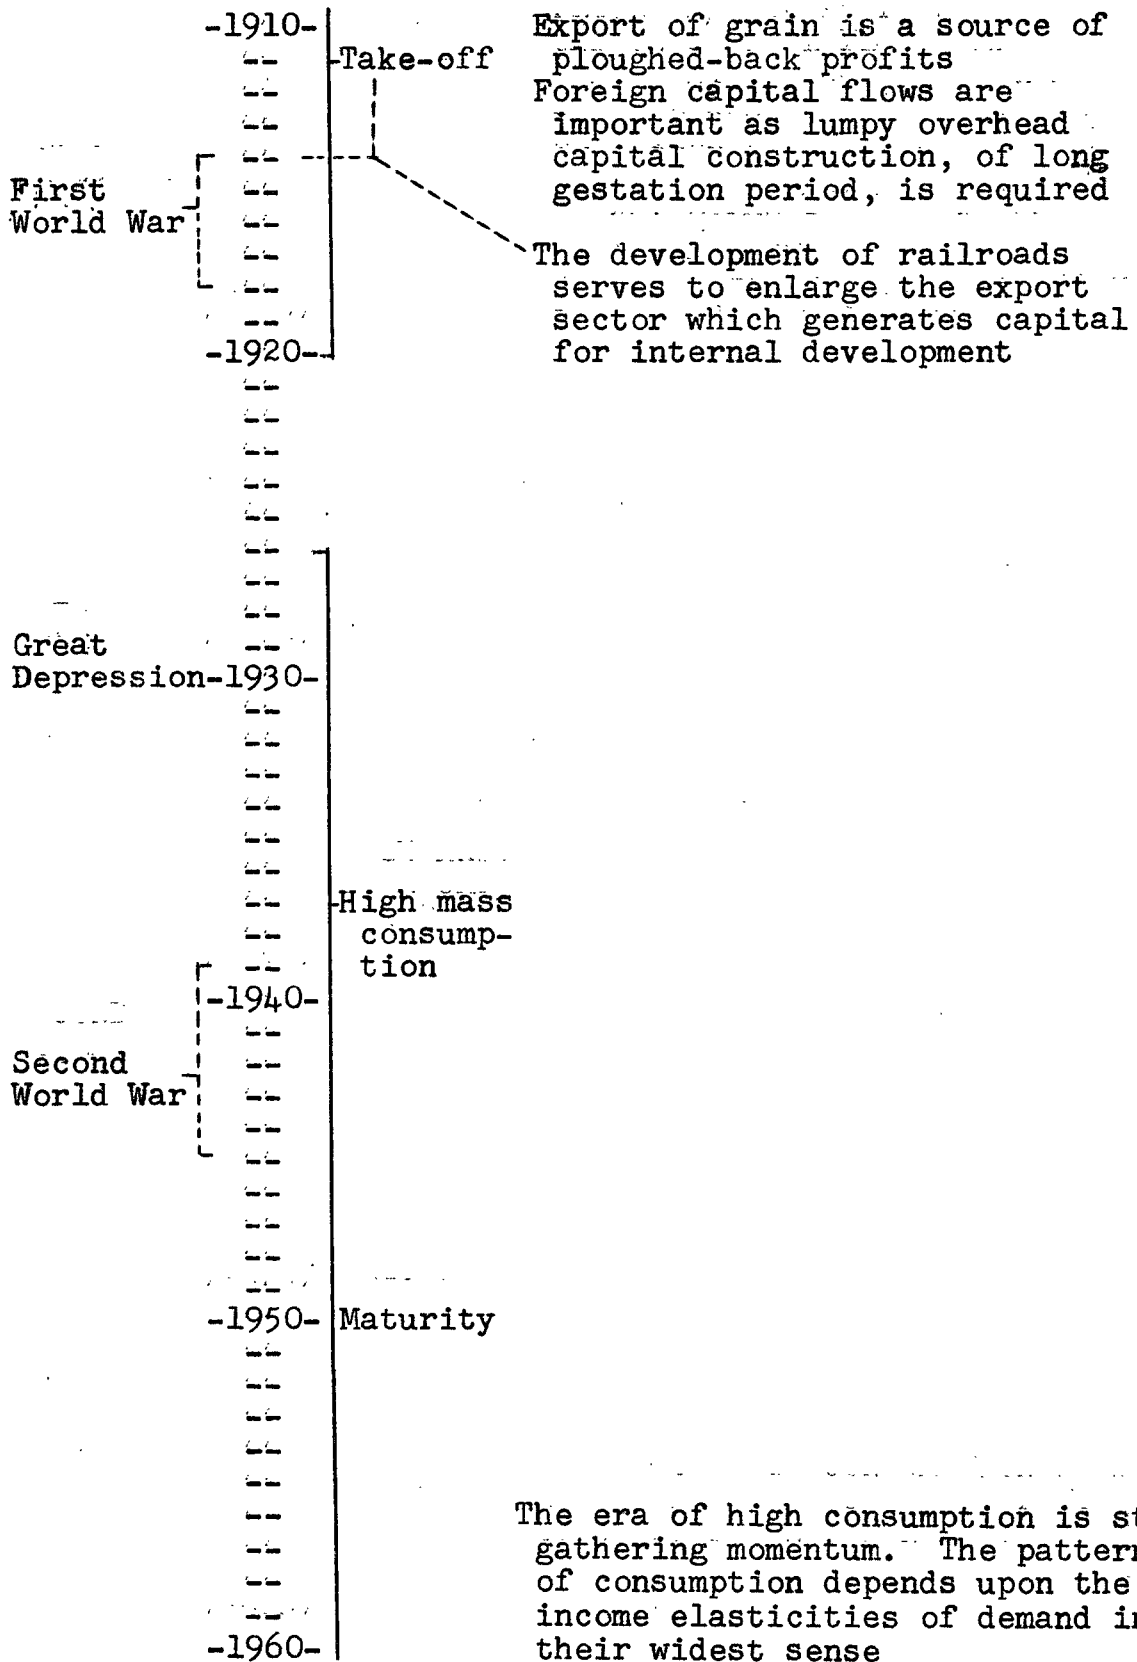 -1910-
Take-off
Export of grain is a source of
ploughed-back profits
Foreign capital flows are
important as lumpy overhead
capital construction, of long
gestation period, is required
First
World War
The development of railroads
serves to enlarge the export
sector which generates capital
for internal development
-1920-
Great
Depression-1930-
High mass
consump-
tion
-1940-
Second
World War
-1950- Maturity
The era of high consumption is
gathering momentum. The pattern
of consumption depends upon the
income elasticities of demand in
their widest sense
-1960-